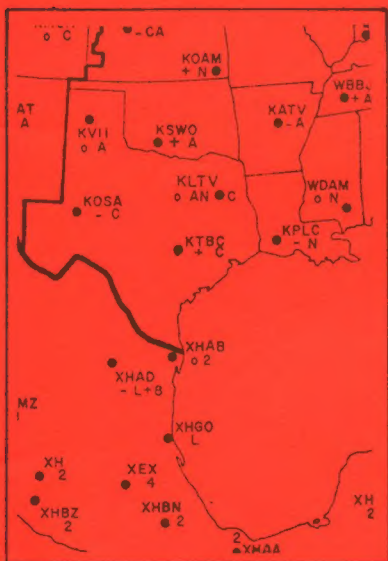 C
-CA
KOAM
+ N
WBBJ
+ A
AT
A
KVII
o A
KSWO
+ A
KATV
- A
KLTV
o AN
C
WDAM
o N
KOSA
- C
KPLC
- N
KTBC
+ C
XHAB
o 2
XHAD
- L+B
MZ
XHGO
L
XH
2
XEX
4
XH
2
XHBZ
2
XHBN
2
2
XHAA